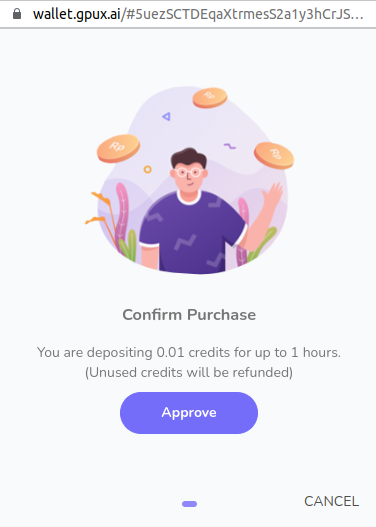 wallet.gpux.ai/#5uezSCTDEqaXtrmesS2a1y3hCrJS...
RP
RP
RP
Confirm Purchase
You are depositing 0.01 credits for up to 1 hours.
(Unused credits will be refunded)
Approve
CANCEL